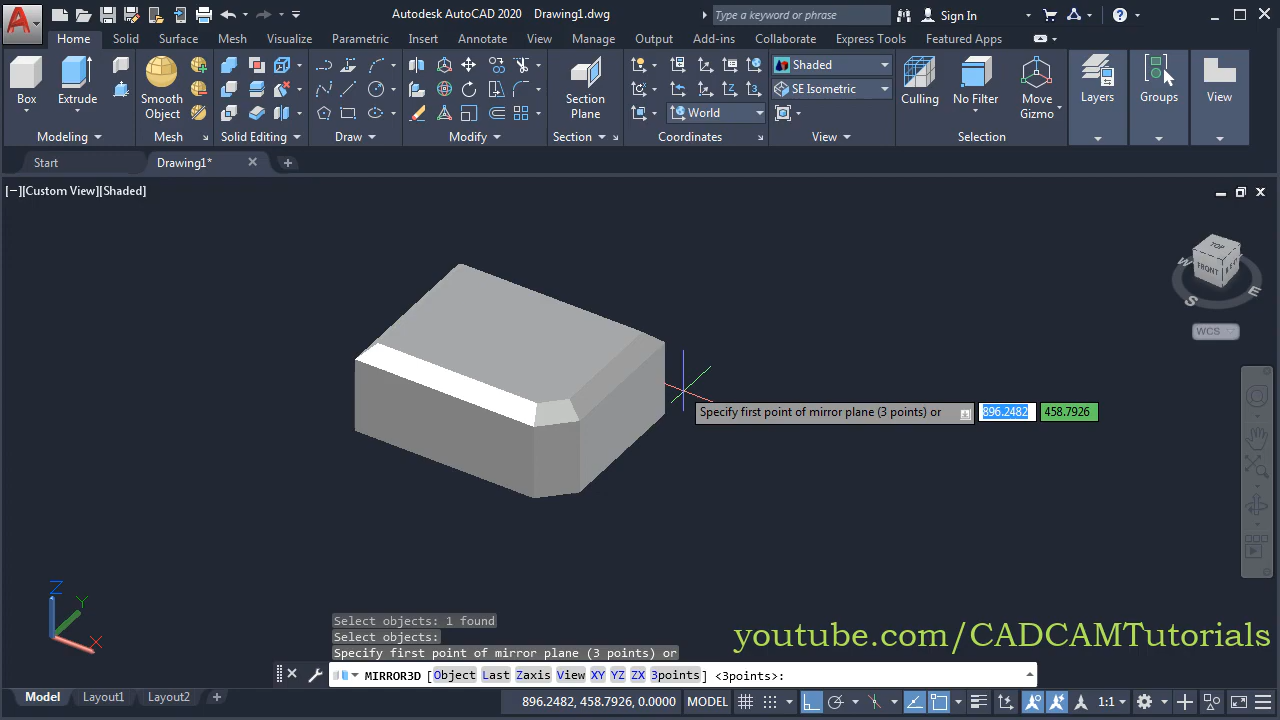 Autodesk AutoCAD 2020 Drawing1.dwg
Type a keyword or phrase
Sign In
Home Solid Surface Mesh Visualize Parametric Insert Annotate View Manage Output Add-ins Collaborate Express Tools Featured Apps
Box
Extrude
Smooth
Object
Section
Plane
Shaded
SE Isometric
World
Culling
No Filter
Move
Gizmo
Layers
Groups
View
Modeling Mesh Solid Editing Draw Modify Section Coordinates View Selection
Start Drawing1*
[−][Custom View][Shaded]
TOP
FRONT
W
S
E
WCS
Specify first point of mirror plane (3 points) or 896.2482 458.7926
Z
Y
X
Select objects: 1 found
Select objects:
Specify first point of mirror plane (3 points) or
youtube.com/CADCAMTutorials
MIRROR3D [Object Last Zaxis View XY YZ ZX 3points] <3points>:
Model Layout1 Layout2
896.2482, 458.7926, 0.0000 MODEL 1:1